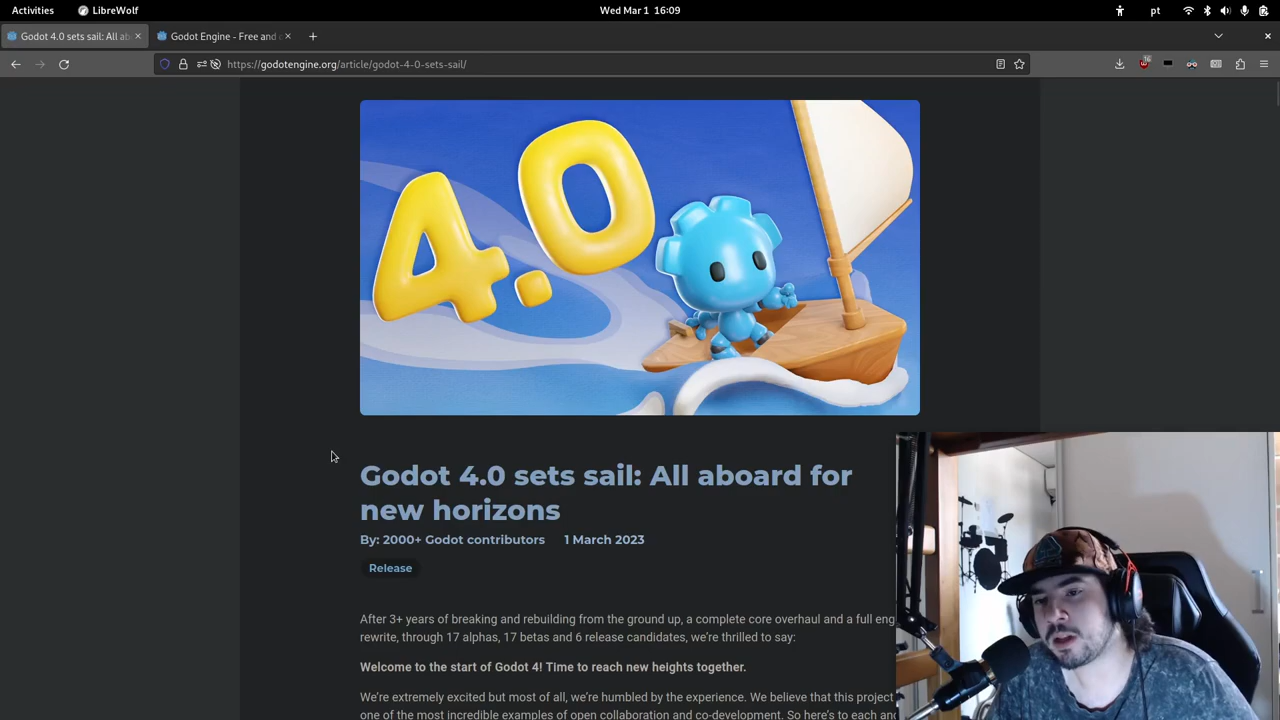 Activities
LibreWolf
Wed Mar 1 16:09
pt
Godot 4.0 sets sail: All ab
Godot Engine - Free and o
https://godotengine.org/article/godot-4-0-sets-sail/
16
4.0
Godot 4.0 sets sail: All aboard for
new horizons
By: 2000+ Godot contributors 1 March 2023
Release
After 3+ years of breaking and rebuilding from the ground up, a complete core overhaul and a full eng
rewrite, through 17 alphas, 17 betas and 6 release candidates, we're thrilled to say:
Welcome to the start of Godot 4! Time to reach new heights together.
We're extremely excited but most of all, we're humbled by the experience. We believe that this project
one of the most incredible examples of open collaboration and co-development. So here's to each and